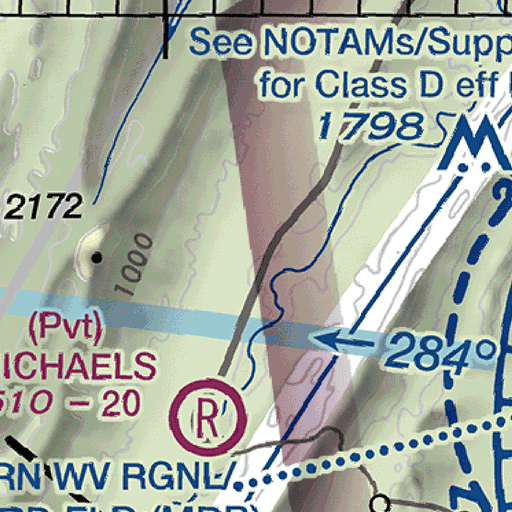 See NOTAMs/Supp
for Class D eff
1798
2172
1000
284°
(Pvt)
ICHAELS
510 - 20
R
RN WV RGNL/